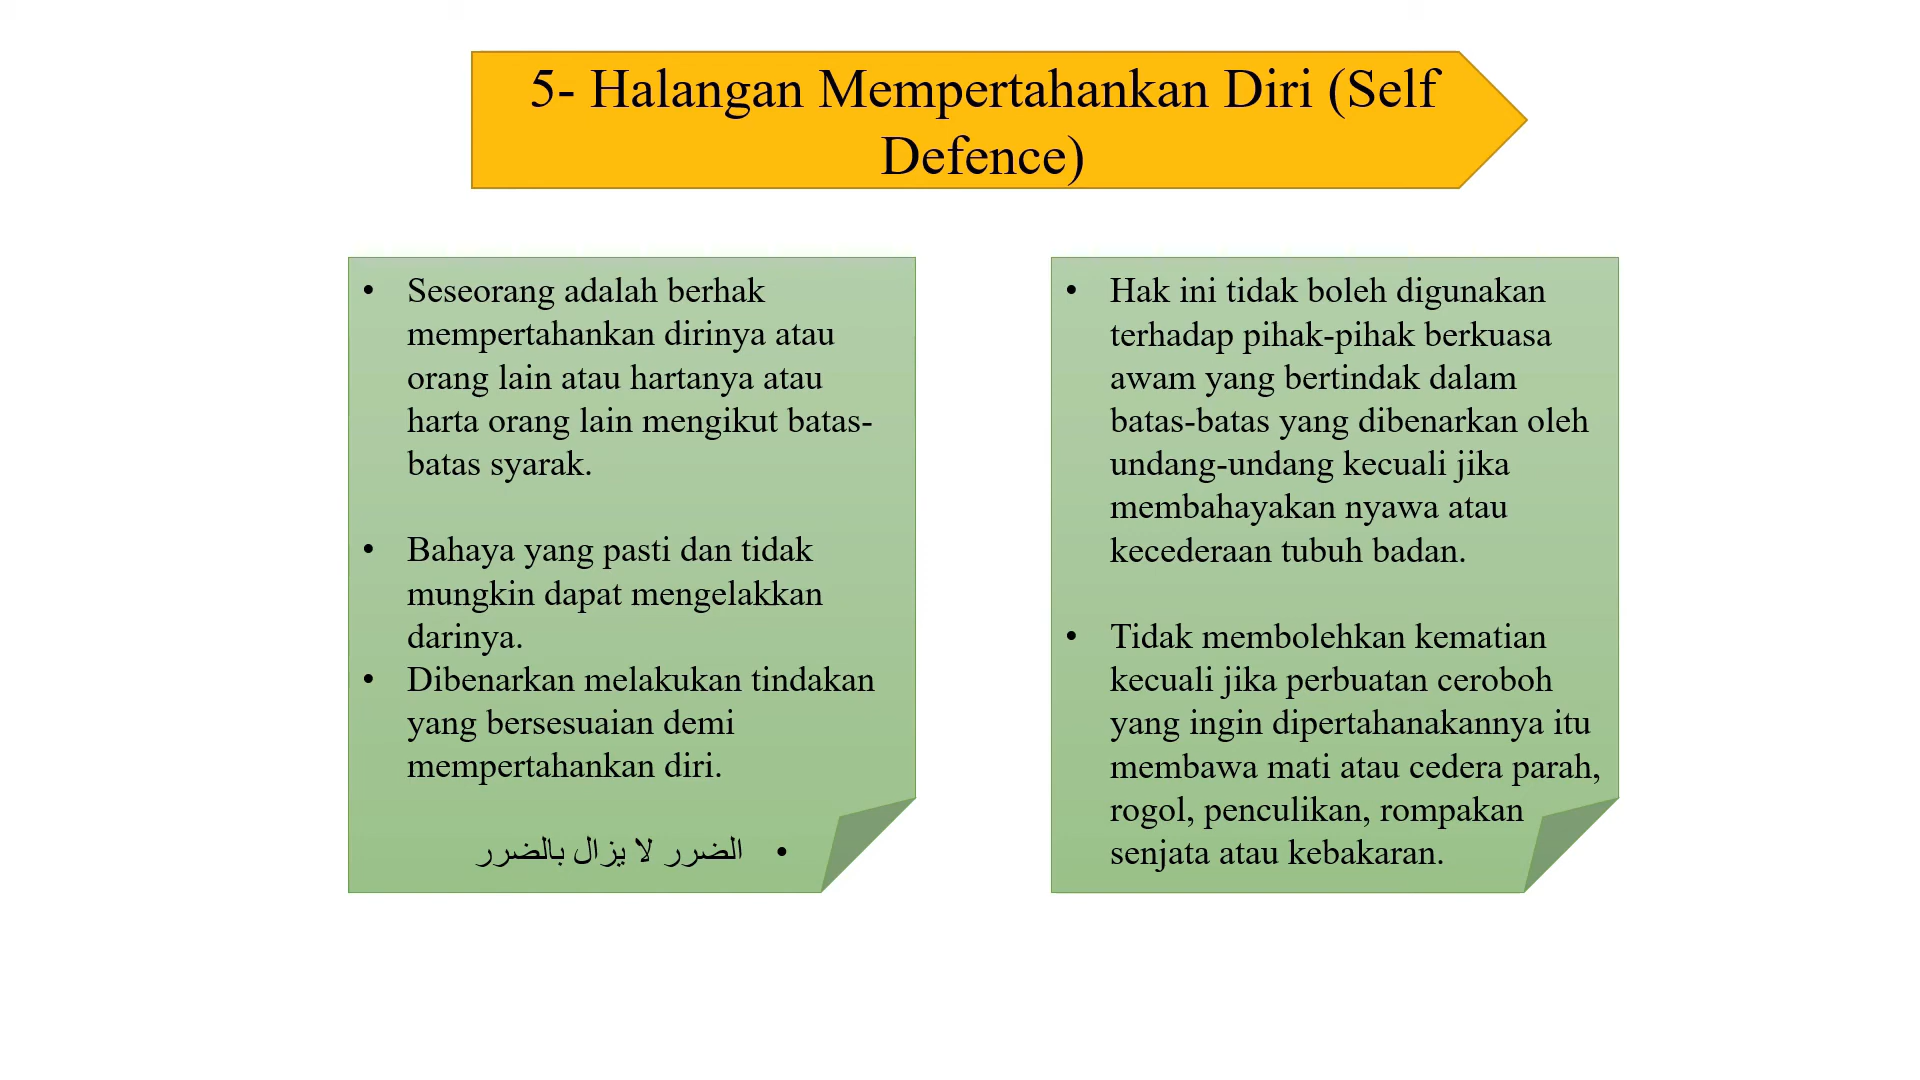 5- Halangan Mempertahankan Diri (Self
Defence)
• Seseorang adalah berhak
mempertahankan dirinya atau
orang lain atau hartanya atau
harta orang lain mengikut batas-
batas syarak.
• Bahaya yang pasti dan tidak
mungkin dapat mengelakkan
darinya.
• Dibenarkan melakukan tindakan
yang bersesuaian demi
mempertahankan diri.
• الضرر لا يزال بالضرر
• Hak ini tidak boleh digunakan
terhadap pihak-pihak berkuasa
awam yang bertindak dalam
batas-batas yang dibenarkan oleh
undang-undang kecuali jika
membahayakan nyawa atau
kecederaan tubuh badan.
• Tidak membolehkan kematian
kecuali jika perbuatan ceroboh
yang ingin dipertahanakannya itu
membawa mati atau cedera parah,
rogol, penculikan, rompakan
senjata atau kebakaran.